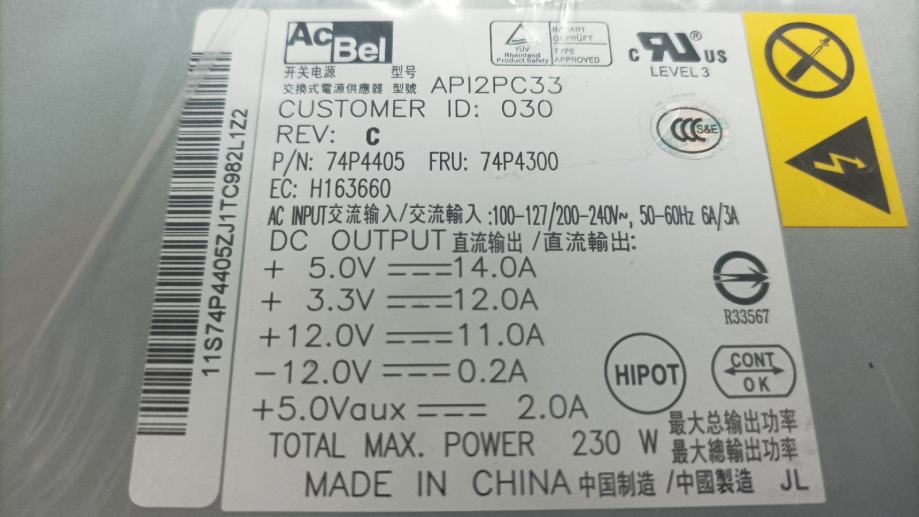 AcBel
TÜV
Rheinland
Product Safety
BAUART
GEPRÜFT
TYPE
APPROVED
C UR US
LEVEL 3
开关电源 型号
交換式電源供應器 型號 API2PC33
CUSTOMER ID: 030
REV: C
CCC S&E
P/N: 74P4405 FRU: 74P4300
EC: H163660
AC INPUT交流输入/交流輸入:100-127/200-240V~, 50-60Hz 6A/3A
DC OUTPUT直流输出/直流輸出:
+ 5.0V ⎓ 14.0A
+ 3.3V ⎓ 12.0A
+12.0V ⎓ 11.0A
−12.0V ⎓ 0.2A
+5.0Vaux ⎓ 2.0A
R33567
HIPOT
CONT
OK
TOTAL MAX. POWER 230 W 最大总输出功率
最大總輸出功率
MADE IN CHINA 中国制造/中國製造 JL
11S74P4405ZJ1TC982L1Z2